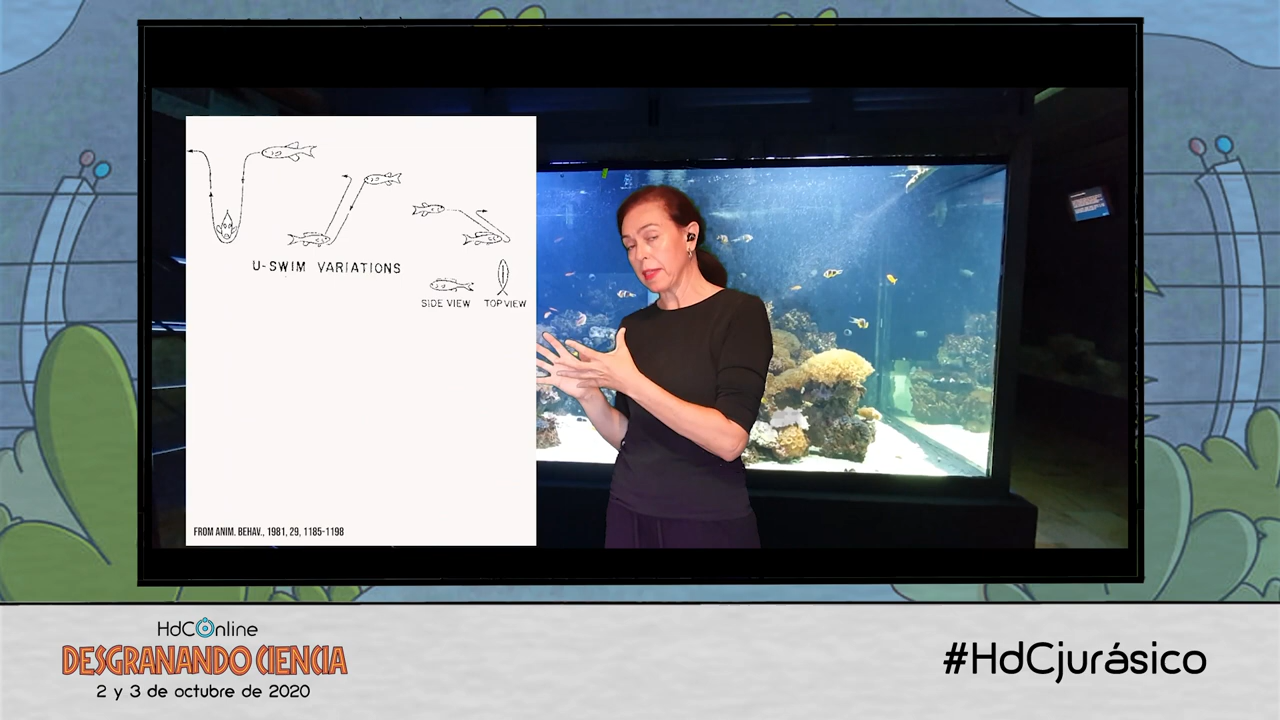 U-SWIM VARIATIONS
SIDE VIEW TOP VIEW
FROM ANIM. BEHAV., 1981, 29, 1185-1198
HdCOnline
DESGRANANDO CIENCIA
2 y 3 de octubre de 2020
#HdCjurásico